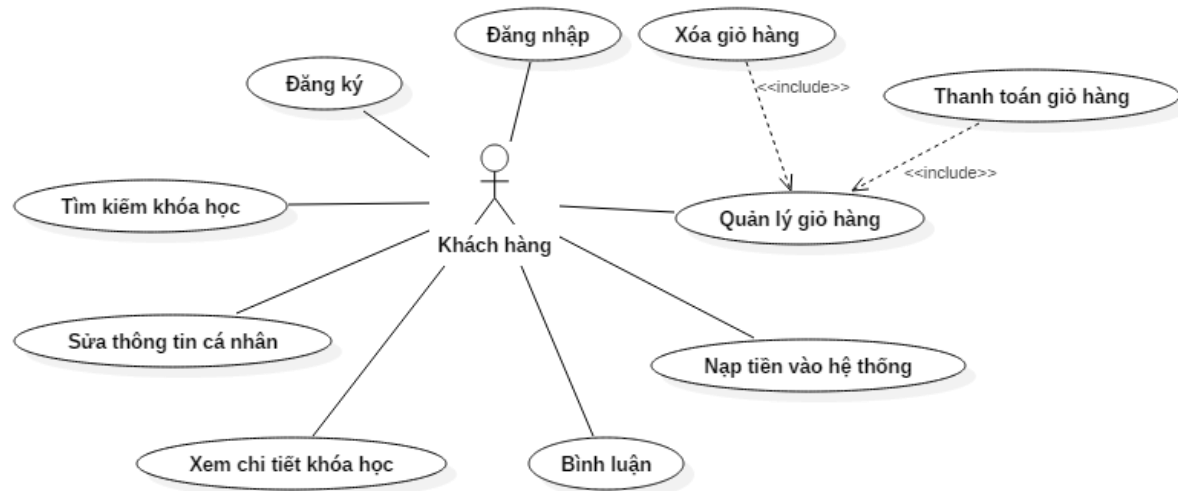 Đăng nhập
Xóa giỏ hàng
Đăng ký
<<include>>
Thanh toán giỏ hàng
<<include>>
Tìm kiếm khóa học
Quản lý giỏ hàng
Khách hàng
Sửa thông tin cá nhân
Nạp tiền vào hệ thống
Xem chi tiết khóa học
Bình luận